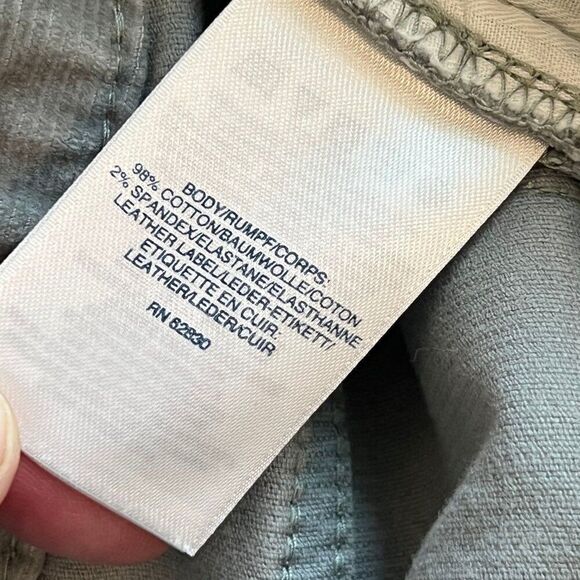 BODY/RUMPF/CORPS:
98% COTTON/BAUMWOLLE/COTON
2% SPANDEX/ELASTANE/ELASTHANNE
LEATHER LABEL/LEDER-ETIKETT/
ETIQUETTE EN CUIR:
LEATHER/LEDER/CUIR
RN 62830